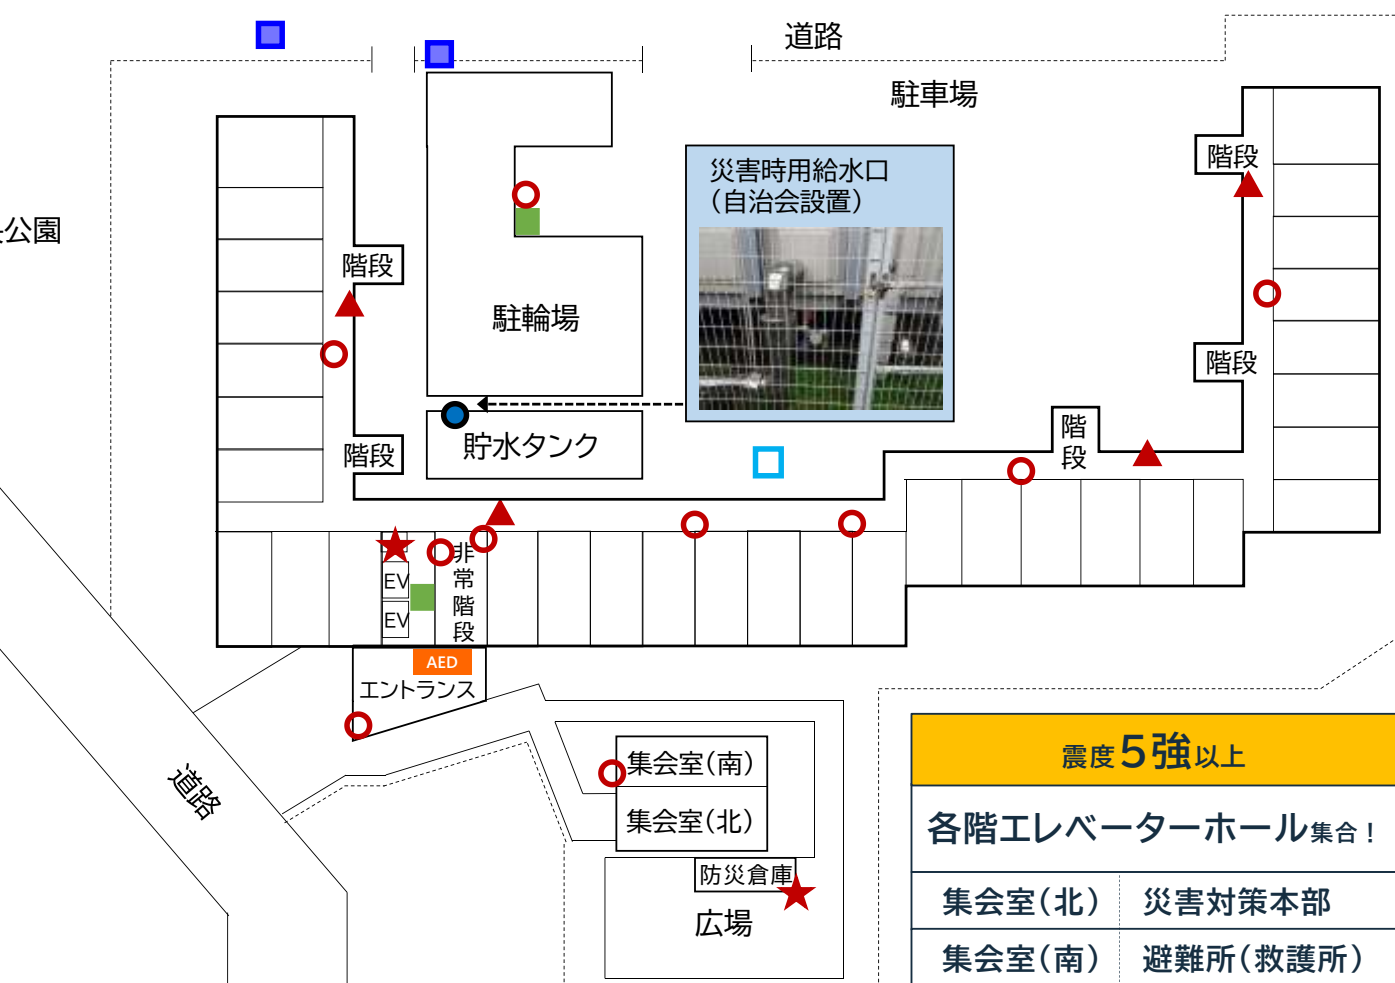 道路
駐車場
災害時用給水口
（自治会設置）
階段
公園
階段
駐輪場
階段
階
段
貯水タンク
階段
非
常
階
段
EV
EV
AED
エントランス
道路
集会室(南)
集会室(北)
防災倉庫
広場
震度5強以上
各階エレベーターホール集合！
集会室(北) 災害対策本部
集会室(南) 避難所(救護所)